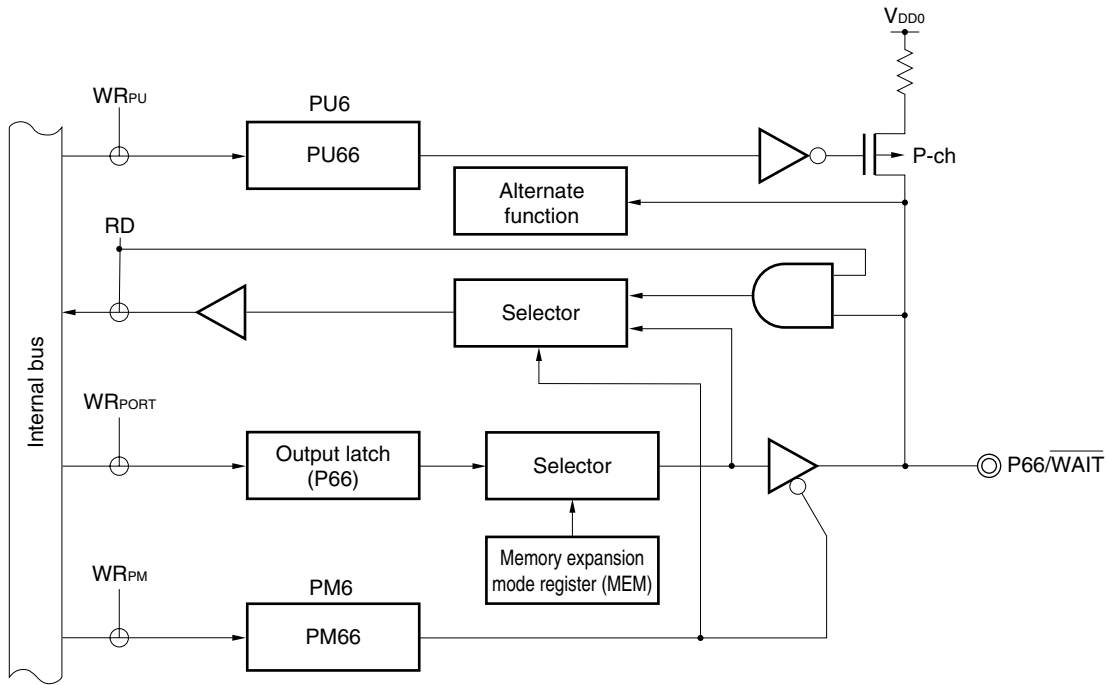 VDD0
WRPU
PU6
PU66
P-ch
Alternate
function
RD
Selector
Internal bus
WRPORT
Output latch
(P66)
Selector
P66/WAIT
Memory expansion
mode register (MEM)
WRPM
PM6
PM66